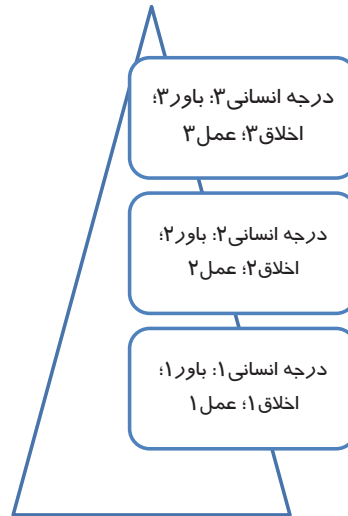 درجه انسانی۳: باور۳؛
اخلاق۳؛ عمل۳
درجه انسانی۲: باور۲؛
اخلاق۲؛ عمل۲
درجه انسانی۱: باور۱؛
اخلاق۱؛ عمل۱